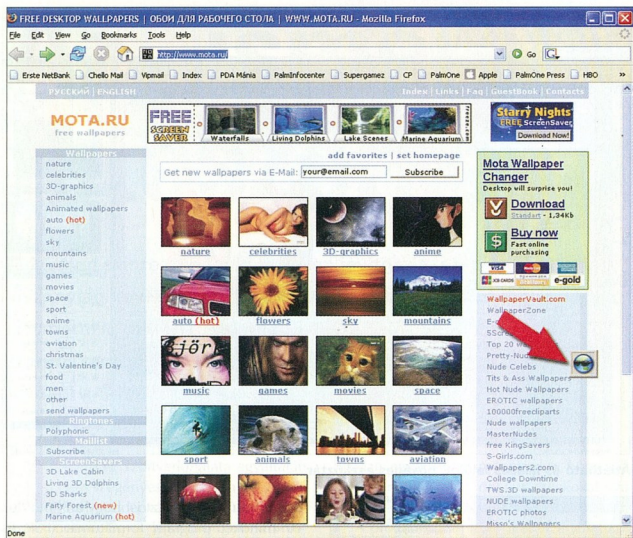 FREE DESKTOP WALLPAPERS | ОБОИ ДЛЯ РАБОЧЕГО СТОЛА | WWW.MOTA.RU - Mozilla Firefox
File Edit View Go Bookmarks Tools Help
http://www.mota.ru/
Go
Erste NetBank Chello Mail Vipmail Index PDA Mánia PalmInfocenter Supergamez CP PalmOne Apple PalmOne Press HBO »
РУССКИЙ | ENGLISH
Index | Links | Faq | GuestBook | Contacts
MOTA.RU
free wallpapers
FREE SCREEN SAVER
Waterfalls
Living Dolphins
Lake Scenes
Marine Aquarium
freeze.com
Starry Nights
FREE ScreenSaver
Download Now!
add favorites | set homepage
Get new wallpapers via E-Mail: your@email.com Subscribe
Wallpapers
nature
celebrities
3D-graphics
animals
Animated wallpapers
auto (hot)
flowers
sky
mountains
music
games
movies
space
sport
anime
towns
aviation
christmas
St. Valentine's Day
food
men
other
send wallpapers
Ringtones
Polyphonic
Maillist
Subscribe
ScreenSavers
3D Lake Cabin
Living 3D Dolphins
3D Sharks
Farty Forest (new)
Marine Aquarium (hot)
nature celebrities 3D-graphics anime
auto (hot) flowers sky mountains
Björ
music games movies space
sport animals towns aviation
Mota Wallpaper Changer
Desktop will surprise you!
Download
Standart - 1,34Kb
Buy now
Fast online purchasing
VISA
JCB CARDS
e-gold
WallpaperVault.com
WallpaperZone
Top 20
Nude Celebs
Tits & Ass Wallpapers
Hot Nude Wallpapers
EROTIC wallpapers
100000freecliparts
Nude wallpapers
MasterNudes
free KingSavers
S-Girls.com
Wallpapers2.com
College Downtime
TWS.3D wallpapers
NUDE wallpapers
EROTIC photos
Misso's Wallpapers
Done